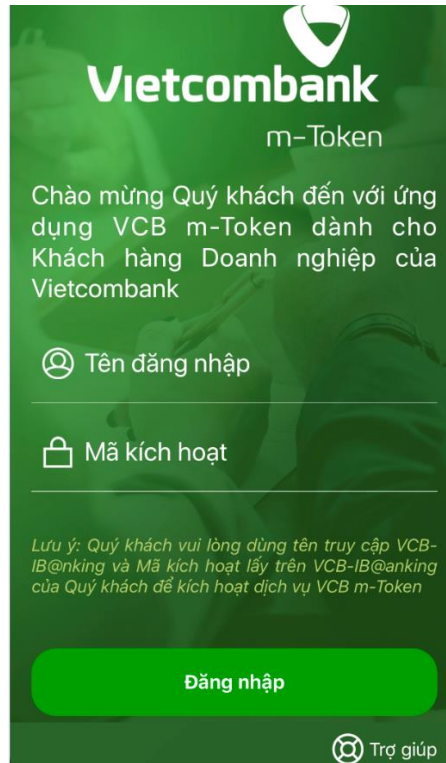 Vietcombank
m-Token
Chào mừng Quý khách đến với ứng
dụng VCB m-Token dành cho
Khách hàng Doanh nghiệp của
Vietcombank
Tên đăng nhập
Mã kích hoạt
Lưu ý: Quý khách vui lòng dùng tên truy cập VCB-
IB@nking và Mã kích hoạt lấy trên VCB-IB@anking
của Quý khách để kích hoạt dịch vụ VCB m-Token
Đăng nhập
Trợ giúp